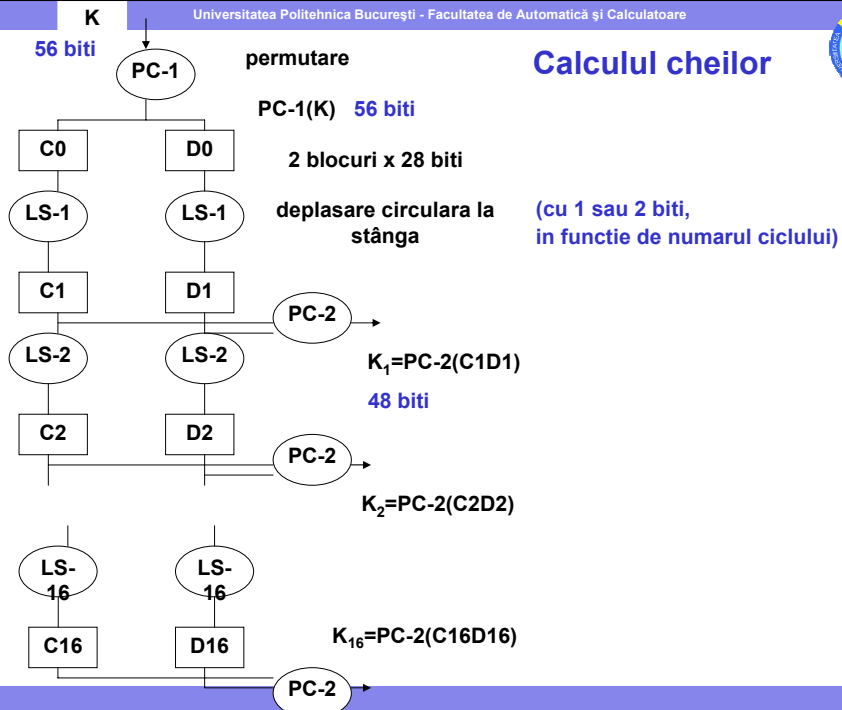 Universitatea Politehnica Bucureşti - Facultatea de Automatică şi Calculatoare
K
56 biti
PC-1
permutare
Calculul cheilor
PC-1(K) 56 biti
C0
D0
2 blocuri x 28 biti
LS-1
LS-1
deplasare circulara la
stânga
(cu 1 sau 2 biti,
in functie de numarul ciclului)
C1
D1
PC-2
LS-2
LS-2
K₁=PC-2(C1D1)
48 biti
C2
D2
PC-2
K₂=PC-2(C2D2)
LS-
16
LS-
16
C16
D16
K₁₆=PC-2(C16D16)
PC-2